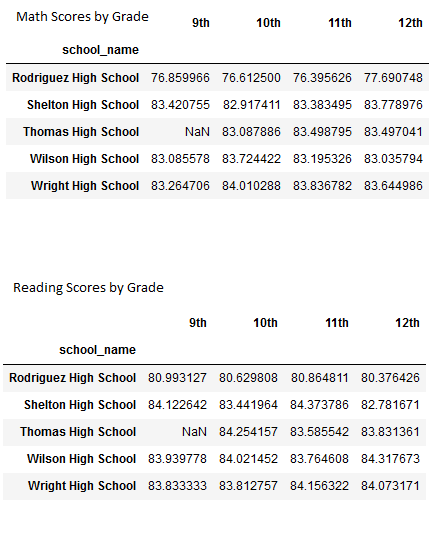 Math Scores by Grade
9th 10th 11th 12th
school_name
Rodriguez High School 76.859966 76.612500 76.395626 77.690748
Shelton High School 83.420755 82.917411 83.383495 83.778976
Thomas High School NaN 83.087886 83.498795 83.497041
Wilson High School 83.085578 83.724422 83.195326 83.035794
Wright High School 83.264706 84.010288 83.836782 83.644986
Reading Scores by Grade
9th 10th 11th 12th
school_name
Rodriguez High School 80.993127 80.629808 80.864811 80.376426
Shelton High School 84.122642 83.441964 84.373786 82.781671
Thomas High School NaN 84.254157 83.585542 83.831361
Wilson High School 83.939778 84.021452 83.764608 84.317673
Wright High School 83.833333 83.812757 84.156322 84.073171